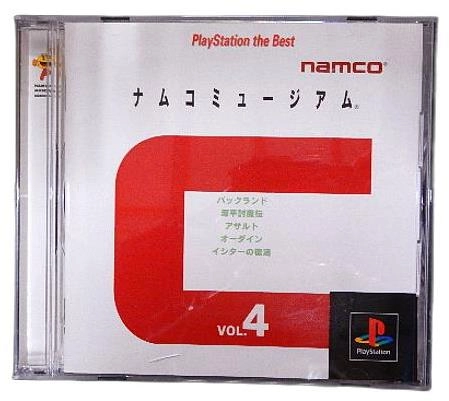 PlayStation the Best
namco®
ナムコミュージアム®
パックランド
源平討魔伝
アサルト
オーダイン
イシターの復活
VOL.4
PlayStation